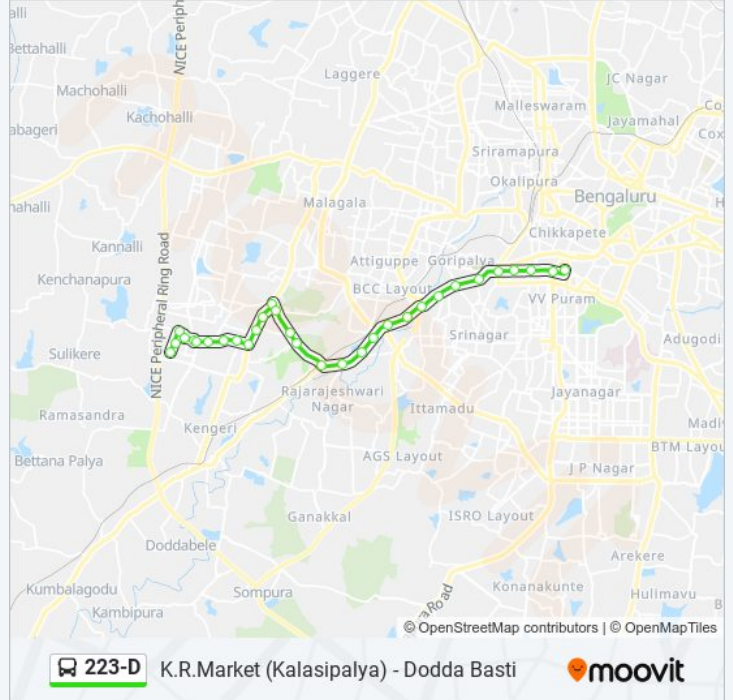 alli
NICE Periph
Bettahalli
Laggere
JC Nagar
Machohalli
Malleswaram
Co
Kachohalli
Jayamahal
abageri
Cox
Sriramapura
Okalipura
Bengaluru
H
Malagala
nahalli
Chikkapete
Kannalli
Attiguppe
Goripalya
Kenchanapura
BCC Layout
VV Puram
NICE Peripheral Ring Road
Srinagar
Adugodi
Sulikere
Rajarajeshwari
Nagar
Jayanagar
Ittamadu
Ramasandra
Kengeri
Madi
BTM Layou
AGS Layout
Bettana Palya
J P Nagar
Ganakkal
ISRO Layout
Doddabele
Arekere
Kumbalagodu
Sompura
Konanakunte
Hulimavu
B
Kambipura
a Road
© OpenStreetMap contributors | © OpenMapTiles
223-D K.R.Market (Kalasipalya) - Dodda Basti moovit